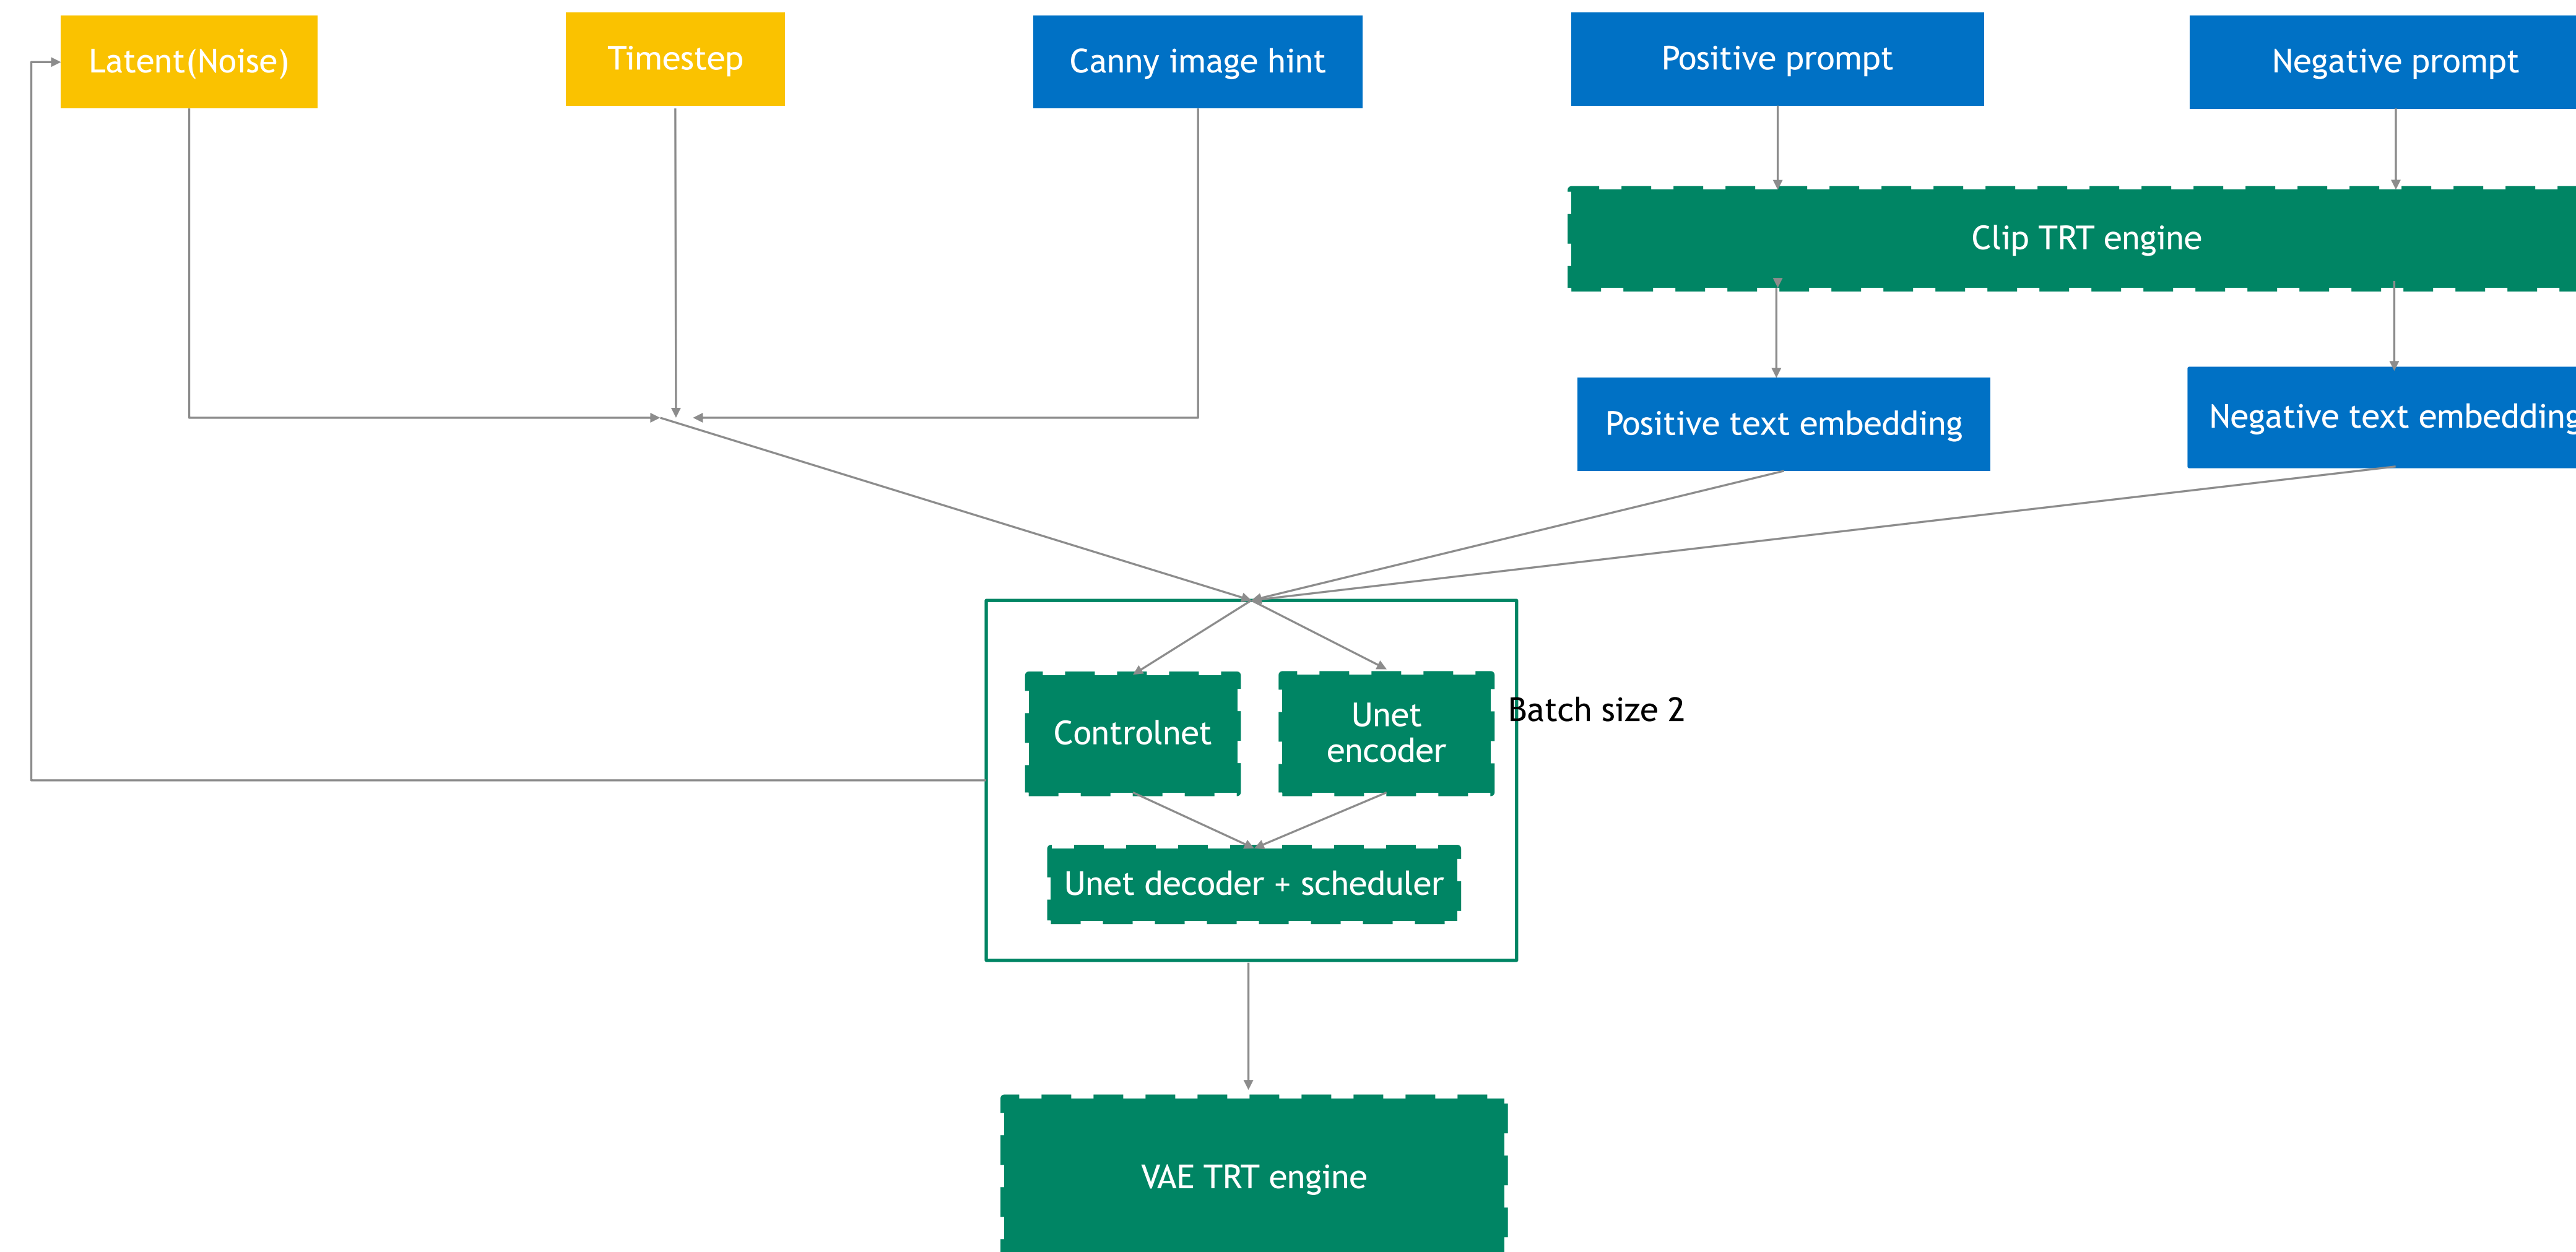 Latent(Noise)
Timestep
Canny image hint
Positive prompt
Negative prompt
Clip TRT engine
Positive text embedding
Negative text embedding
Controlnet
Unet
encoder
Batch size 2
Unet decoder + scheduler
VAE TRT engine